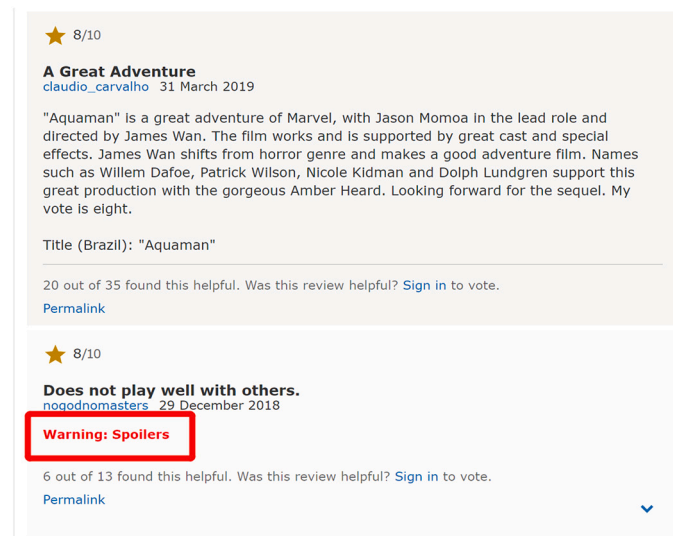 8/10
A Great Adventure
claudio_carvalho 31 March 2019
"Aquaman" is a great adventure of Marvel, with Jason Momoa in the lead role and
directed by James Wan. The film works and is supported by great cast and special
effects. James Wan shifts from horror genre and makes a good adventure film. Names
such as Willem Dafoe, Patrick Wilson, Nicole Kidman and Dolph Lundgren support this
great production with the gorgeous Amber Heard. Looking forward for the sequel. My
vote is eight.
Title (Brazil): "Aquaman"
20 out of 35 found this helpful. Was this review helpful? Sign in to vote.
Permalink
8/10
Does not play well with others.
nogodnomasters 29 December 2018
Warning: Spoilers
6 out of 13 found this helpful. Was this review helpful? Sign in to vote.
Permalink